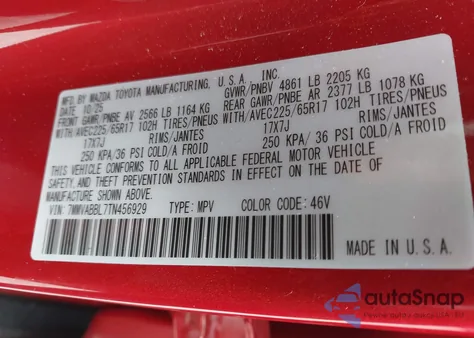 MFD. BY MAZDA TOYOTA MANUFACTURING, U.S.A., INC.
10/25 GVWR/PNBV 4861 LB 2205 KG
FRONT GAWR/PNBE AV 2566 LB 1164 KG REAR GAWR/PNBE AR 2377 LB 1078 KG
WITH/AVEC225/65R17 102H TIRES/PNEUS WITH/AVEC225/65R17 102H TIRES/PNEUS
17X7J RIMS/JANTES 17X7J RIMS/JANTES
250 KPA/ 36 PSI COLD/A FROID 250 KPA/ 36 PSI COLD/A FROID
THIS VEHICLE CONFORMS TO ALL APPLICABLE FEDERAL MOTOR VEHICLE
SAFETY, AND THEFT PREVENTION STANDARDS IN EFFECT ON THE DATE OF
MANUFACTURE SHOWN ABOVE.
VIN: 7MMVABBL7TN456929 TYPE: MPV COLOR CODE: 46V
MADE IN U.S.A.
autoSnap